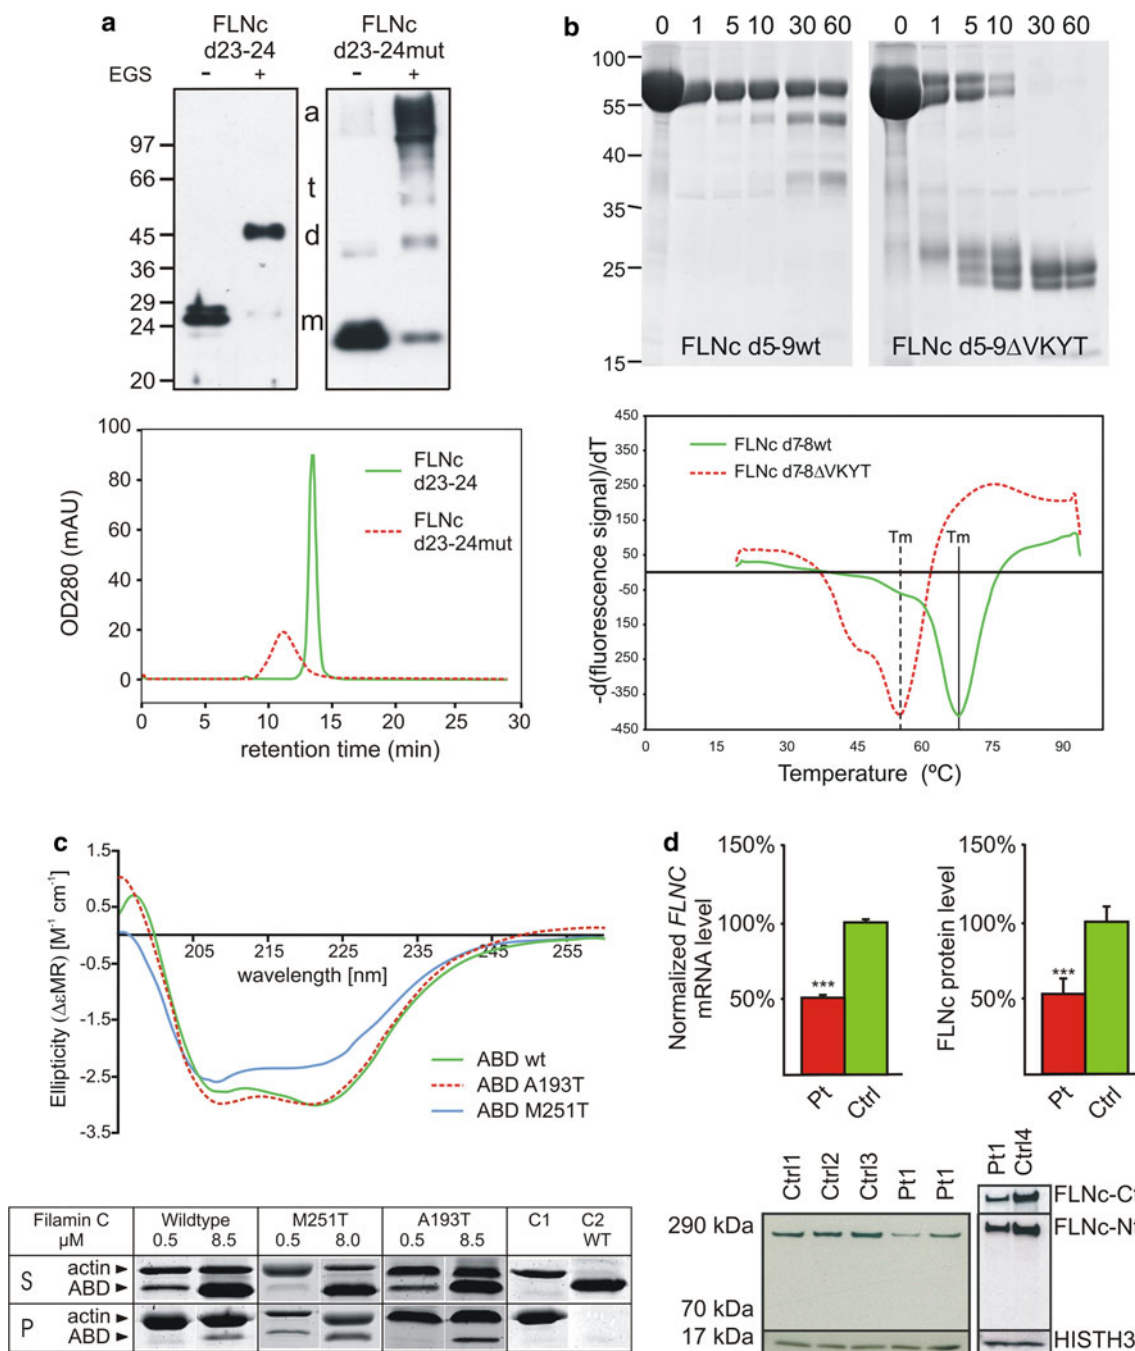 a
FLNc
d23-24
FLNc
d23-24mut
EGS
- +
- +
97
66
45
36
29
24
20
a
t
d
m
b
0 1 5 10 30 60
0 1 5 10 30 60
100
55
40
35
25
15
FLNc d5-9wt
FLNc d5-9ΔVKYT
100
80
60
40
20
0
OD280 (mAU)
FLNc
d23-24
FLNc
d23-24mut
0 5 10 15 20 25 30
retention time (min)
450
350
250
150
50
-50
-150
-250
-350
-450
-d(fluorescence signal)/dT
FLNc d7-8wt
FLNc d7-8ΔVKYT
Tm
Tm
0 15 30 45 60 75 90
Temperature (ºC)
c
1.5
0.5
-0.5
-1.5
-2.5
-3.5
Ellipticity (ΔεMR) [M⁻¹ cm⁻¹]
205 215 225 235 245 255
wavelength [nm]
ABD wt
ABD A193T
ABD M251T
Filamin C Wildtype M251T A193T C1 C2
µM 0.5 8.5 0.5 8.0 0.5 8.5 WT
S
actin
ABD
P
actin
ABD
d
150%
100%
50%
Normalized FLNC
mRNA level
***
Pt
Ctrl
150%
100%
50%
FLNc protein level
***
Pt
Ctrl
Ctrl1
Ctrl2
Ctrl3
Pt1
Pt1
Pt1
Ctrl4
290 kDa
70 kDa
17 kDa
HISTH3